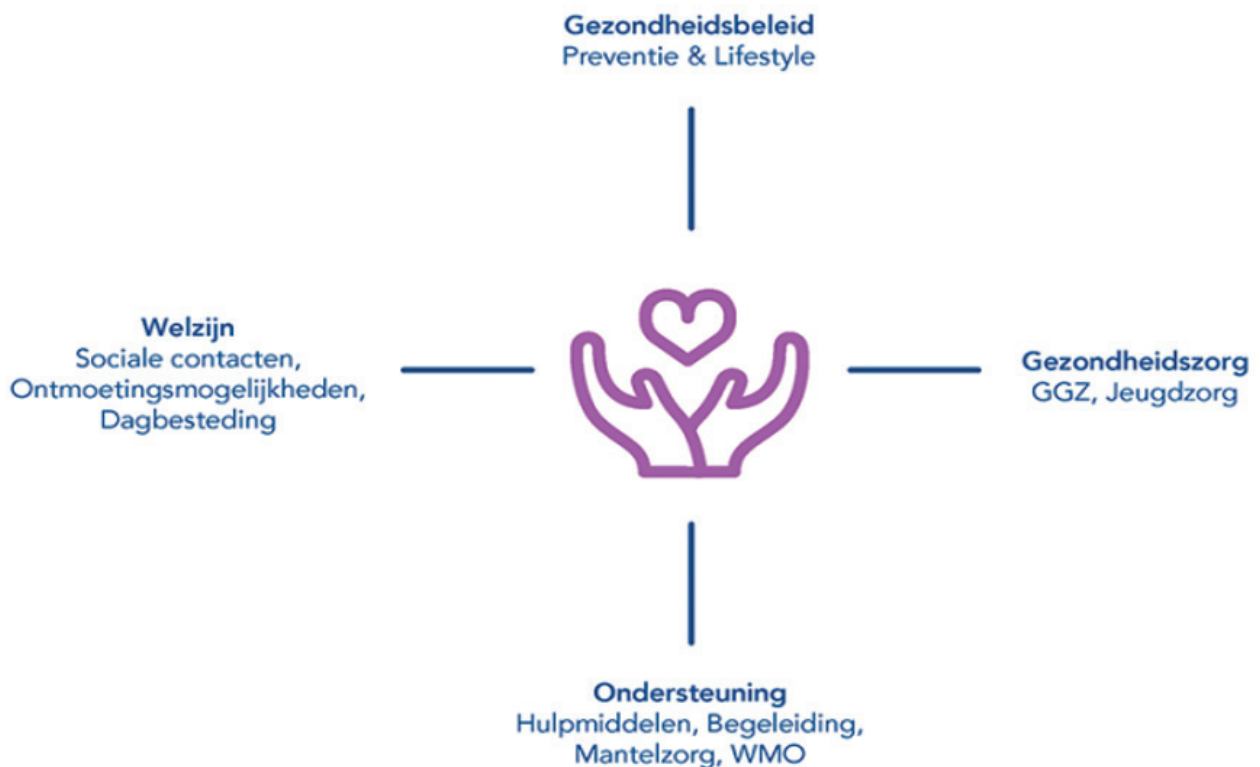 Gezondheidsbeleid
Preventie & Lifestyle
Welzijn
Sociale contacten,
Ontmoetingsmogelijkheden,
Dagbesteding
Gezondheidszorg
GGZ, Jeugdzorg
Ondersteuning
Hulpmiddelen, Begeleiding,
Mantelzorg, WMO